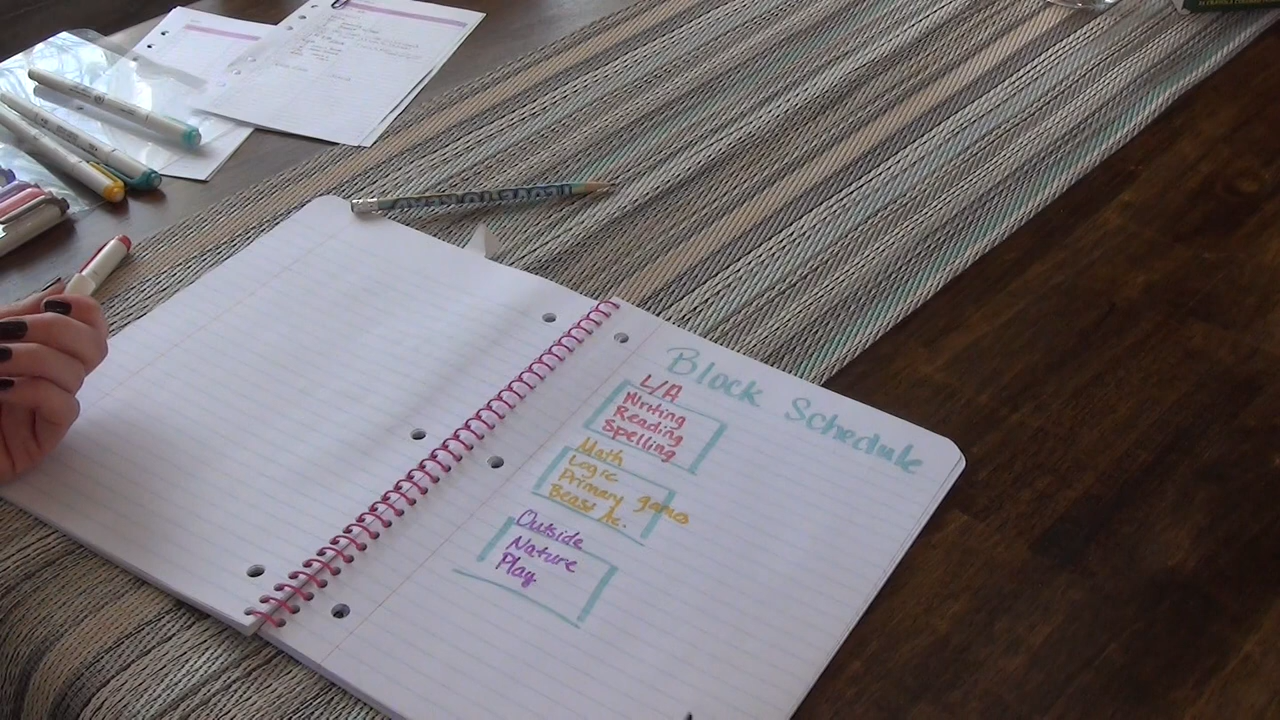 Block Schedule
L/A
Writing
Reading
Spelling
Math
Logic
Primary games
Beast Ac.
Outside
Nature
Play